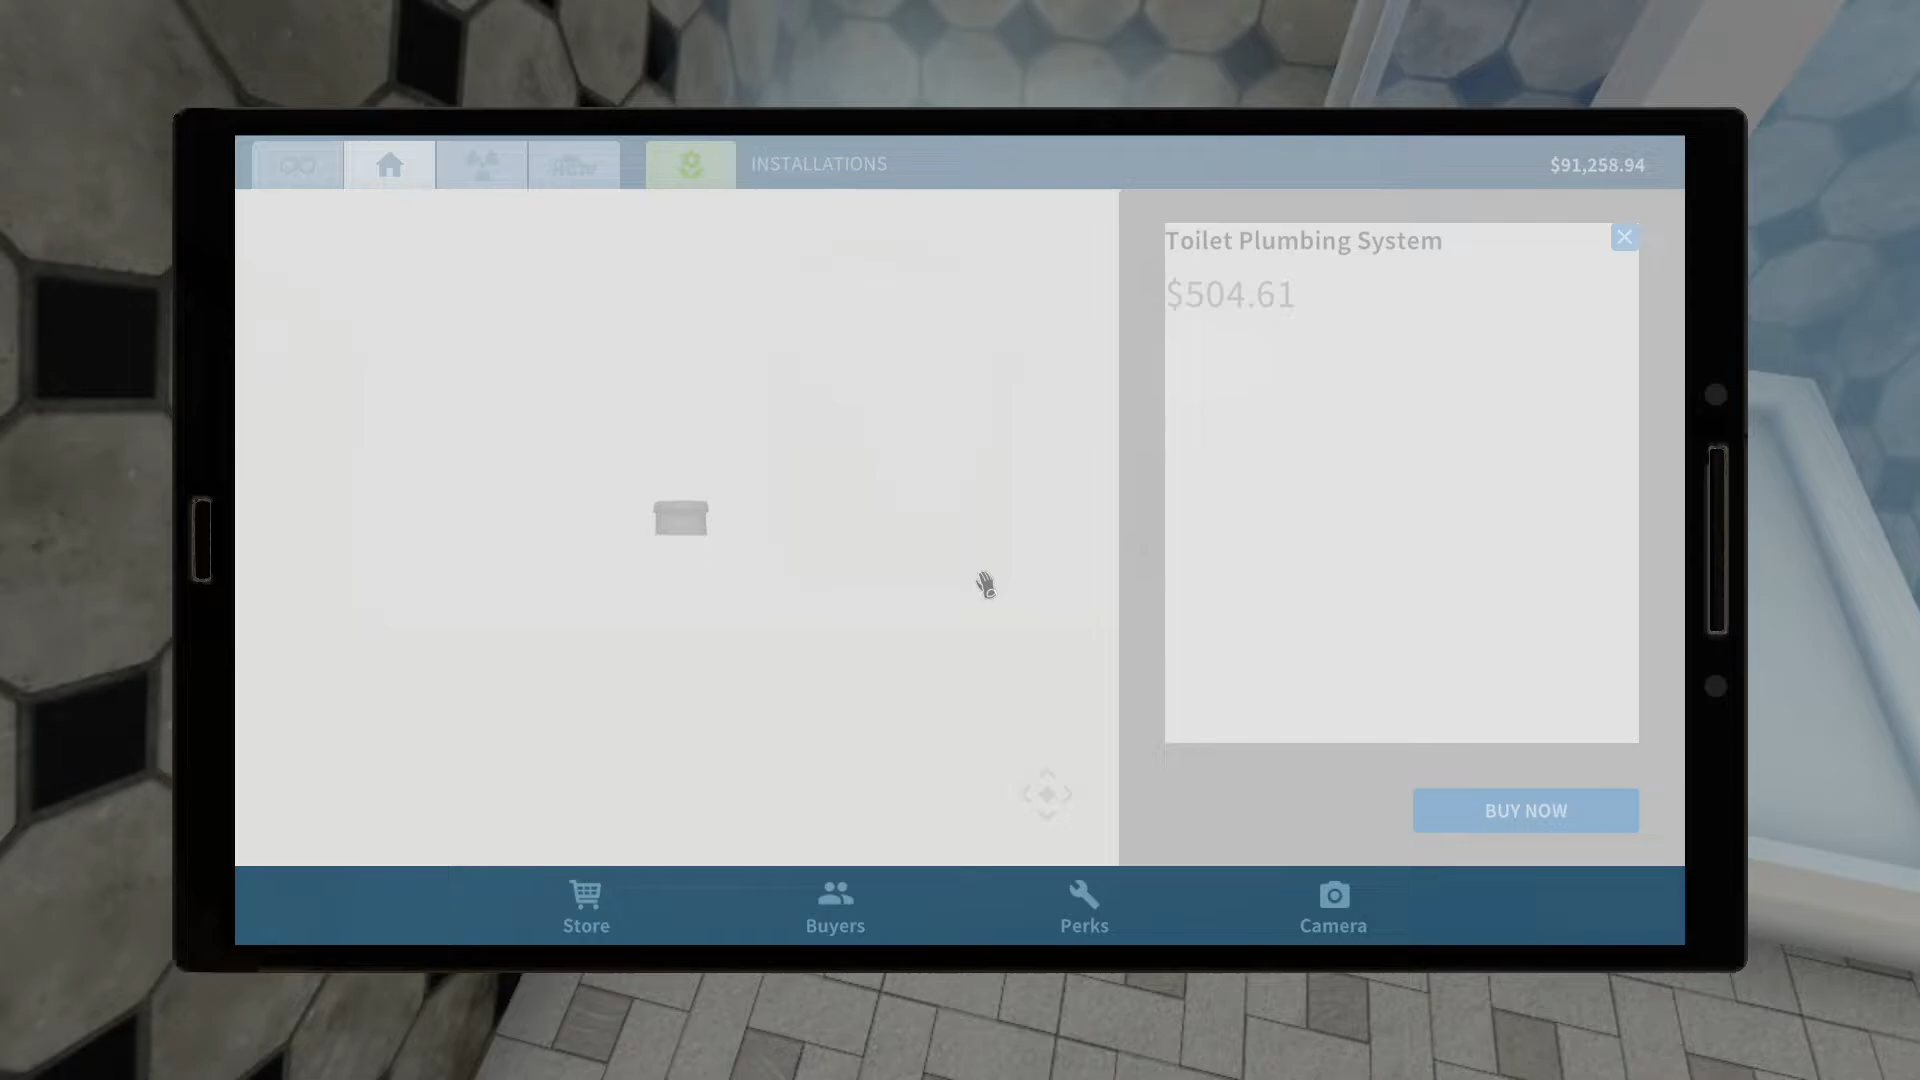 INSTALLATIONS
$91,258.94
Toilet Plumbing System
$504.61
BUY NOW
Store
Buyers
Perks
Camera